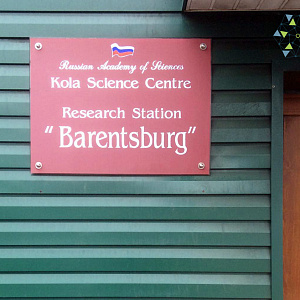 Russian Academy of Sciences
Kola Science Centre
Research Station
“Barentsburg”